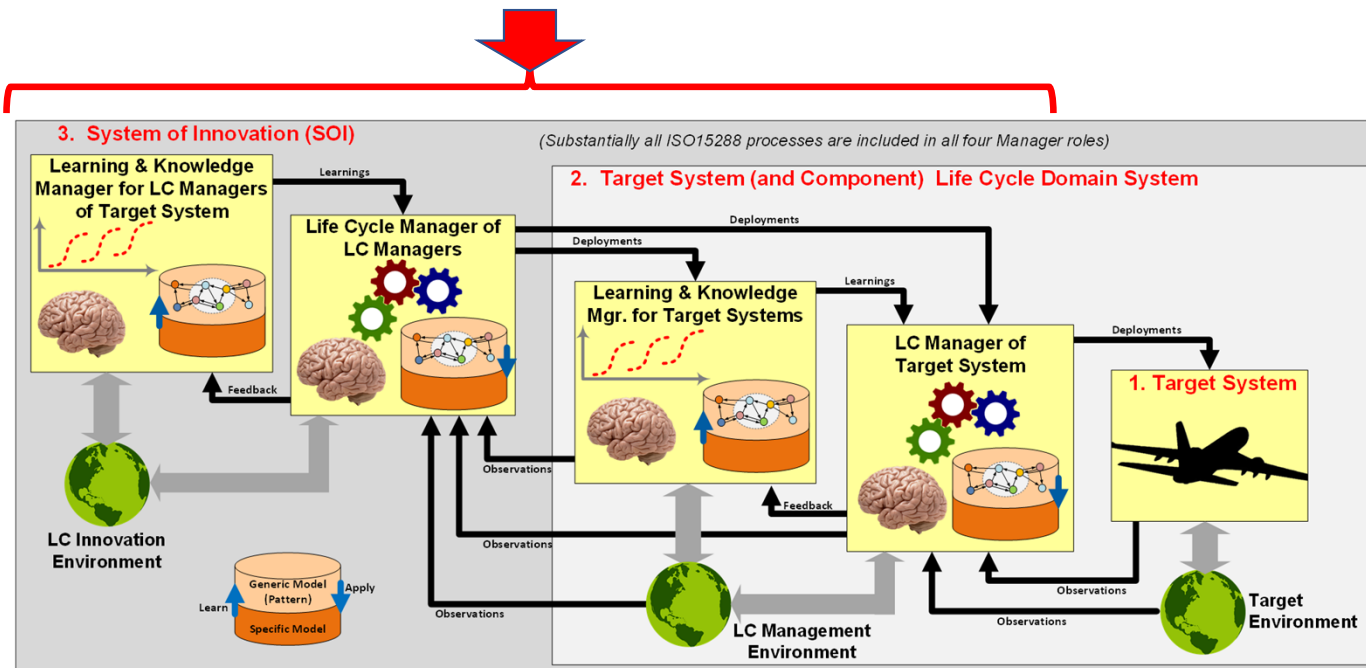 3. System of Innovation (SOI)
(Substantially all ISO15288 processes are included in all four Manager roles)
Learning & Knowledge
Manager for LC Managers
of Target System
Learnings
2. Target System (and Component) Life Cycle Domain System
Life Cycle Manager of
LC Managers
Deployments
Deployments
Learning & Knowledge
Mgr. for Target Systems
Learnings
LC Manager of
Target System
Deployments
1. Target System
Feedback
Observations
Feedback
LC Innovation
Environment
Observations
Observations
Generic Model
(Pattern)
Learn
Apply
Specific Model
Observations
Observations
LC Management
Environment
Target
Environment